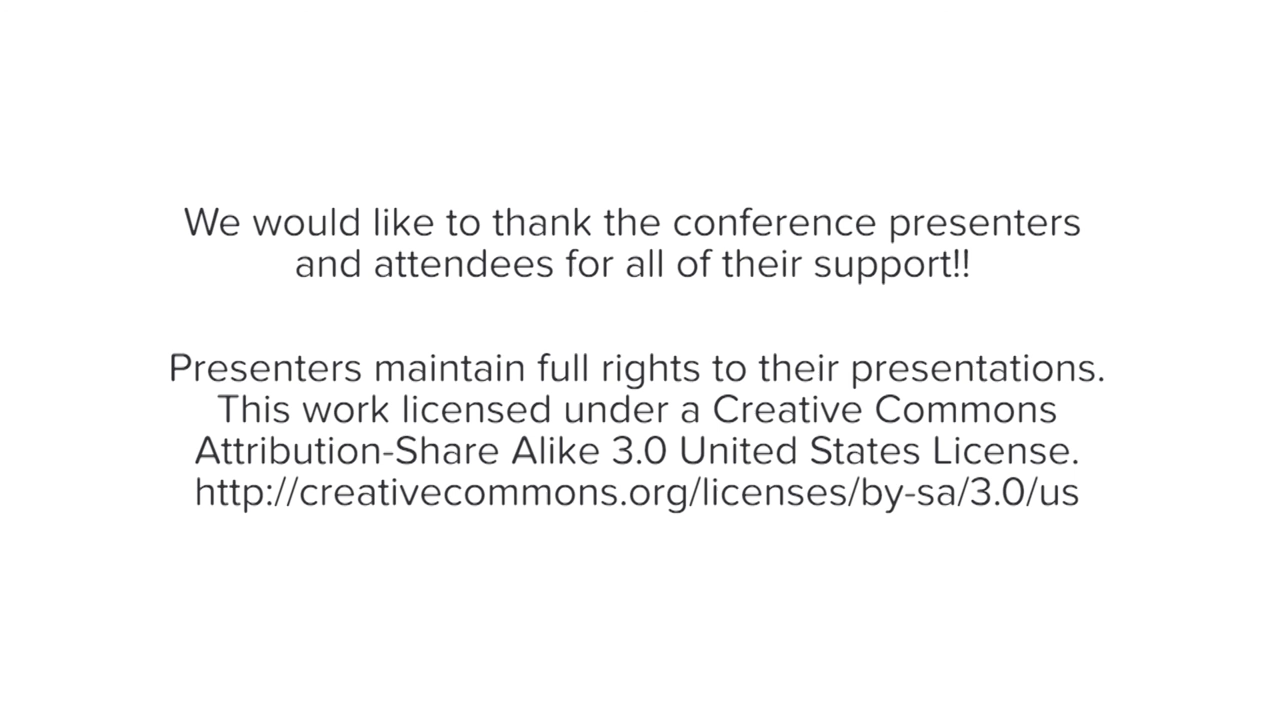 We would like to thank the conference presenters
and attendees for all of their support!!
Presenters maintain full rights to their presentations.
This work licensed under a Creative Commons
Attribution-Share Alike 3.0 United States License.
http://creativecommons.org/licenses/by-sa/3.0/us